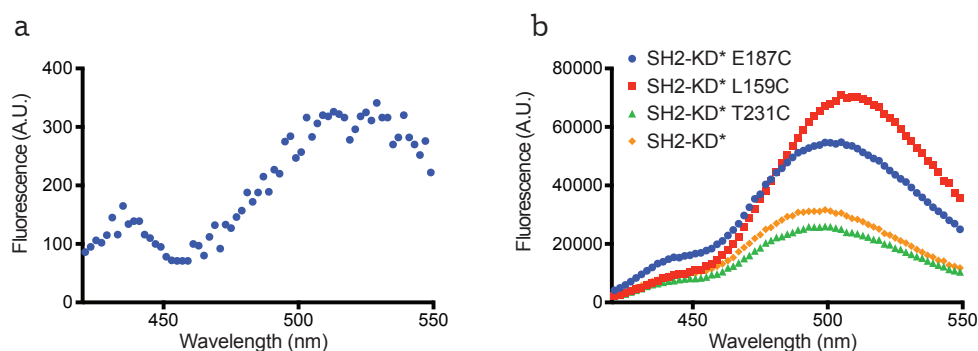 a
400
300
200
100
0
Fluorescence (A.U.)
450
500
550
Wavelength (nm)
b
SH2-KD* E187C
SH2-KD* L159C
SH2-KD* T231C
SH2-KD*
80000
60000
40000
20000
0
Fluorescence (A.U.)
450
500
550
Wavelength (nm)